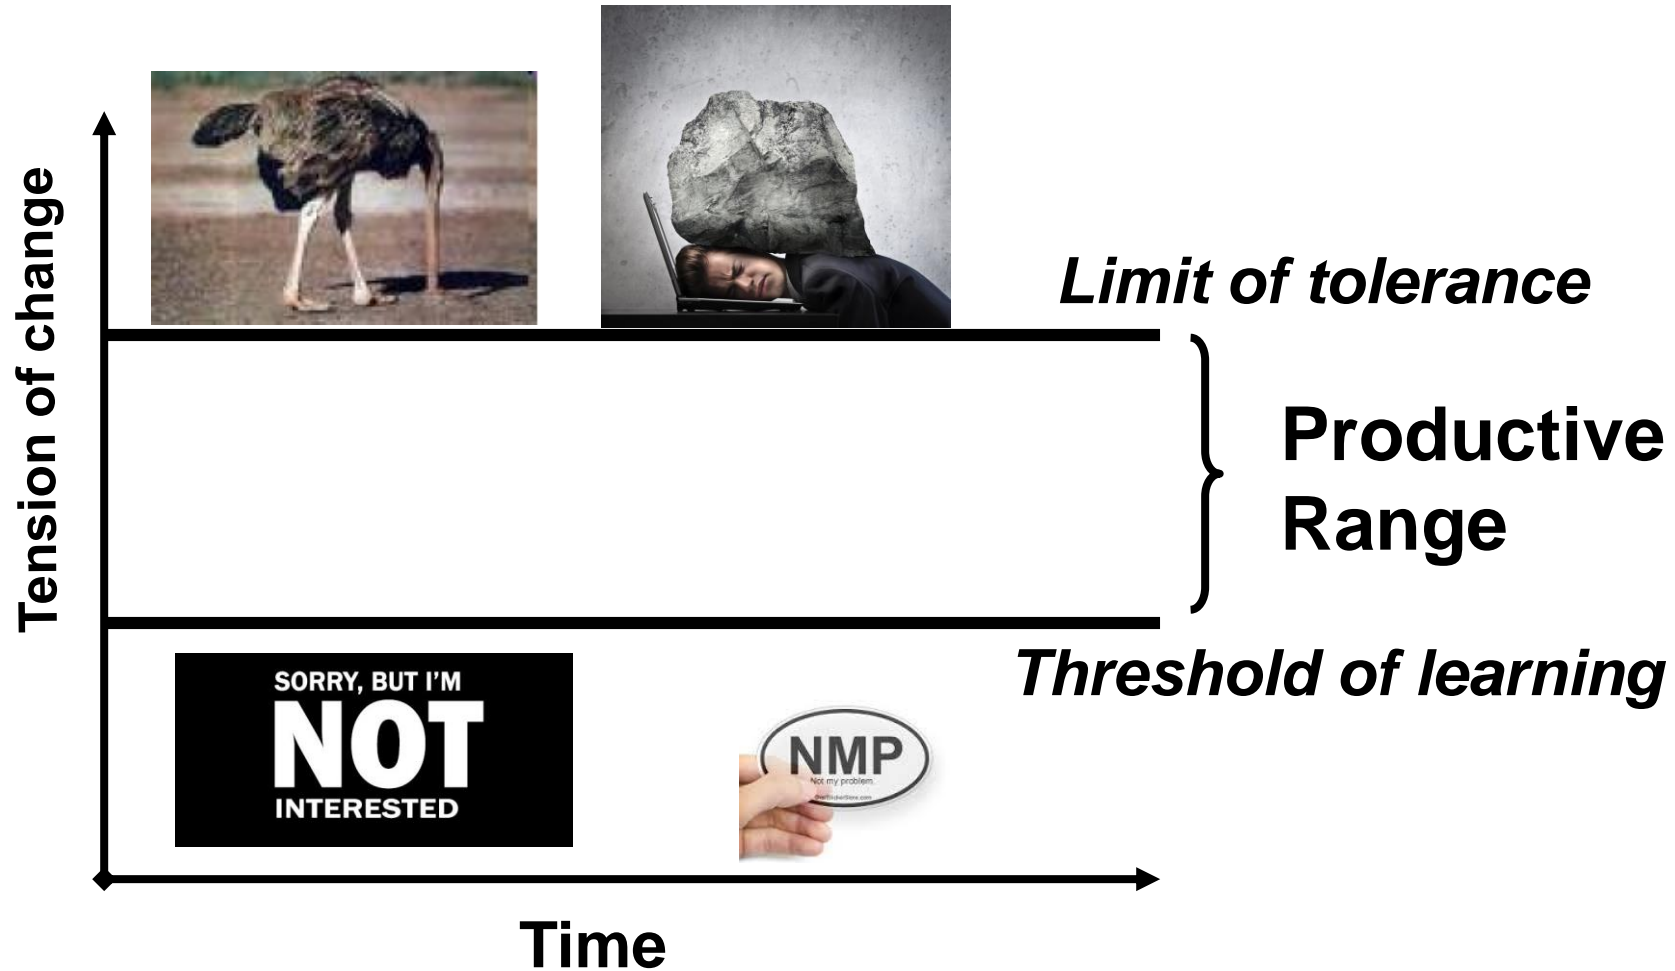 Tension of change
Limit of tolerance
Productive
Range
Threshold of learning
SORRY, BUT I'M
NOT
INTERESTED
NMP
Not my problem.
Time